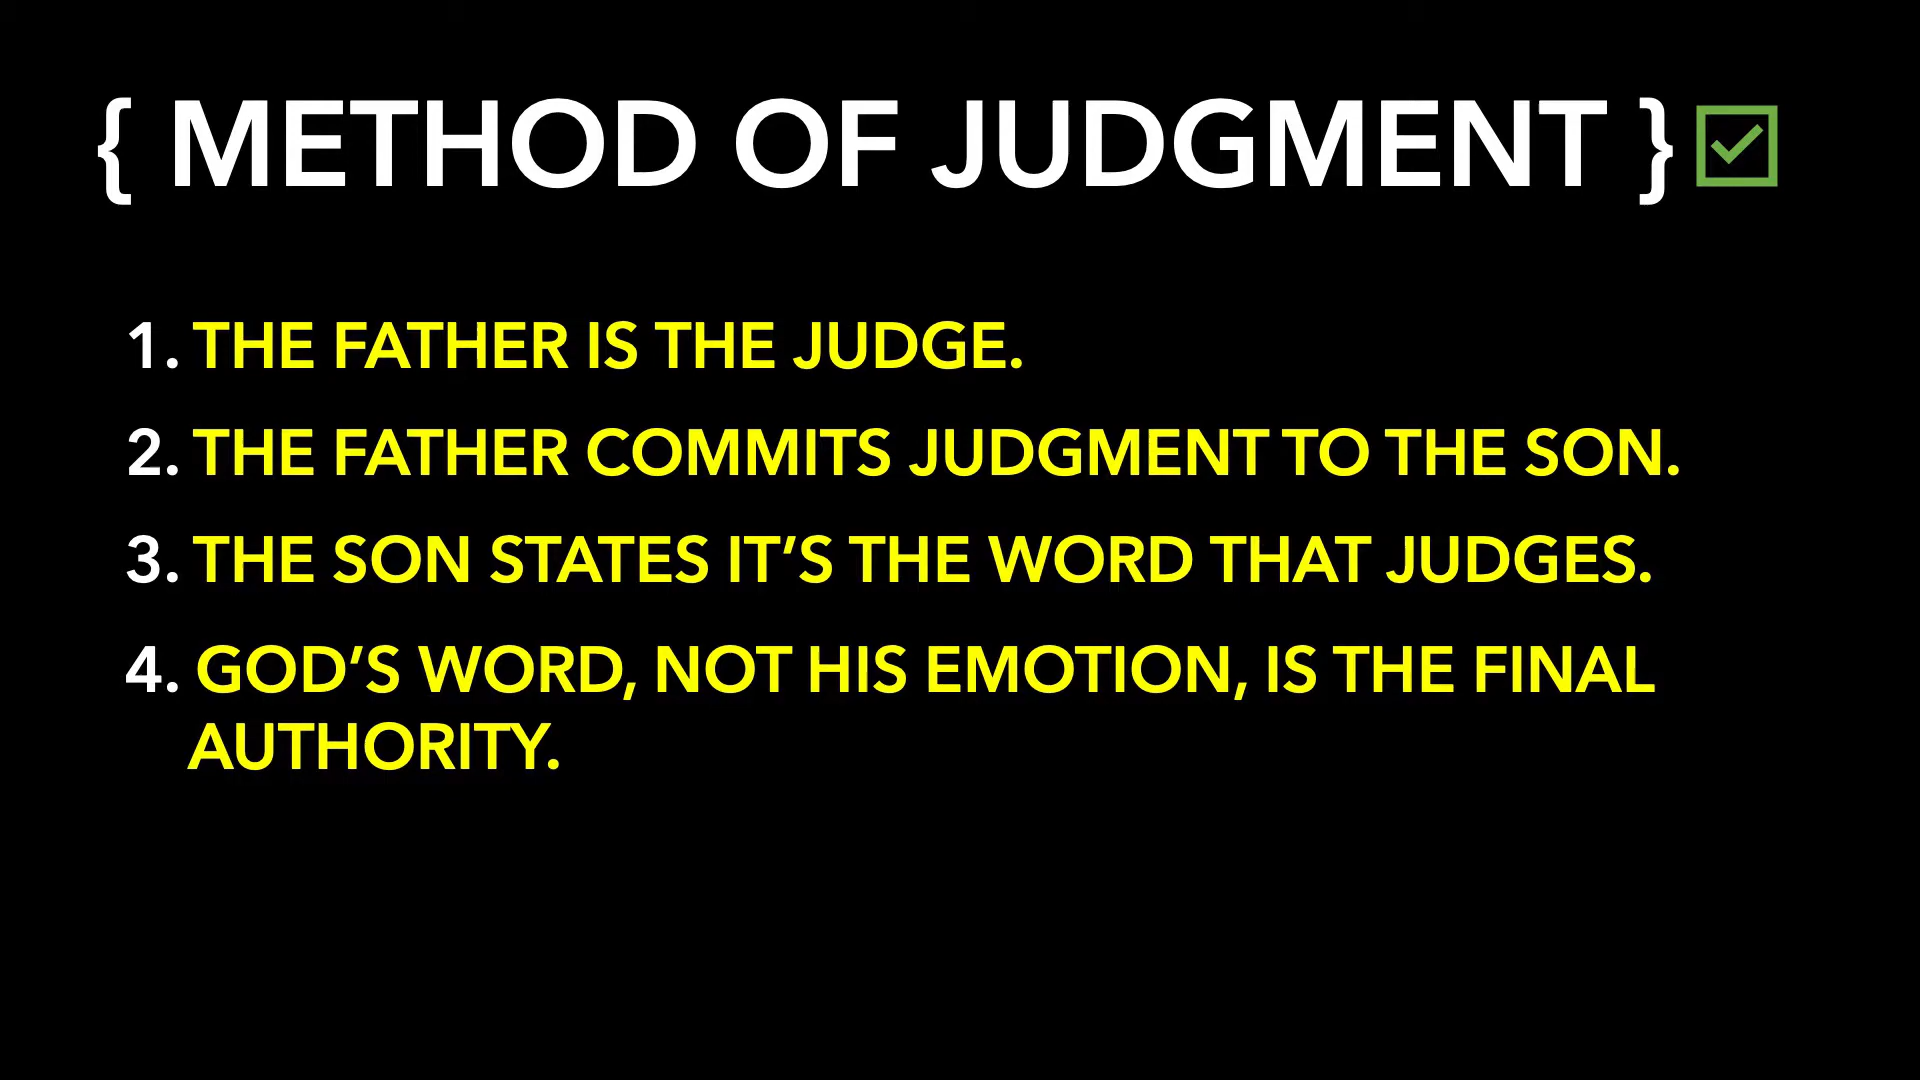 { METHOD OF JUDGMENT }
1. THE FATHER IS THE JUDGE.
2. THE FATHER COMMITS JUDGMENT TO THE SON.
3. THE SON STATES IT’S THE WORD THAT JUDGES.
4. GOD’S WORD, NOT HIS EMOTION, IS THE FINAL
AUTHORITY.